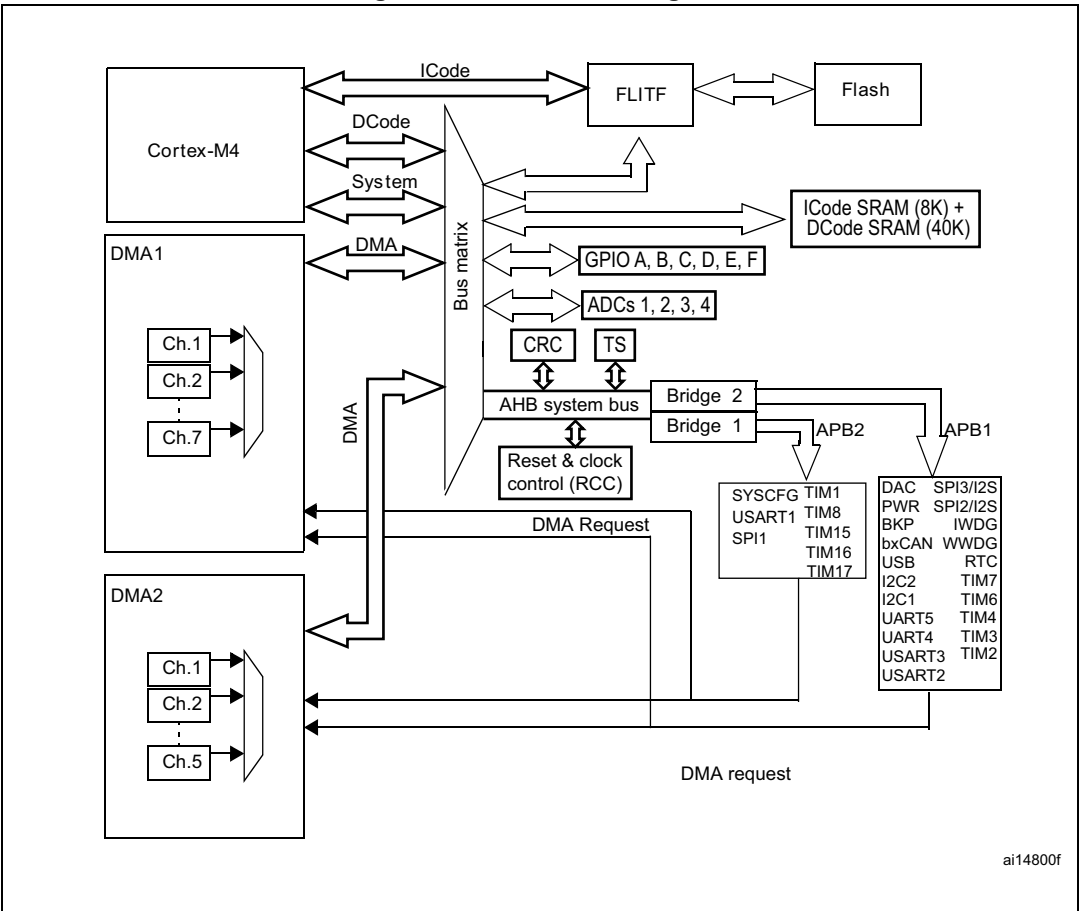 ICode
FLITF
Flash
DCode
Cortex-M4
System
ICode SRAM (8K) +
DCode SRAM (40K)
DMA1
DMA
Bus matrix
GPIO A, B, C, D, E, F
ADCs 1, 2, 3, 4
Ch.1
Ch.2
Ch.7
CRC
TS
DMA
AHB system bus
Bridge 2
Bridge 1
APB2
APB1
Reset & clock
control (RCC)
SYSCFG TIM1
USART1 TIM8
SPI1 TIM15
TIM16
TIM17
DAC SPI3/I2S
PWR SPI2/I2S
BKP IWDG
bxCAN WWDG
USB RTC
I2C2 TIM7
I2C1 TIM6
UART5 TIM4
UART4 TIM3
USART3 TIM2
USART2
DMA Request
DMA2
Ch.1
Ch.2
Ch.5
DMA request
ai14800f